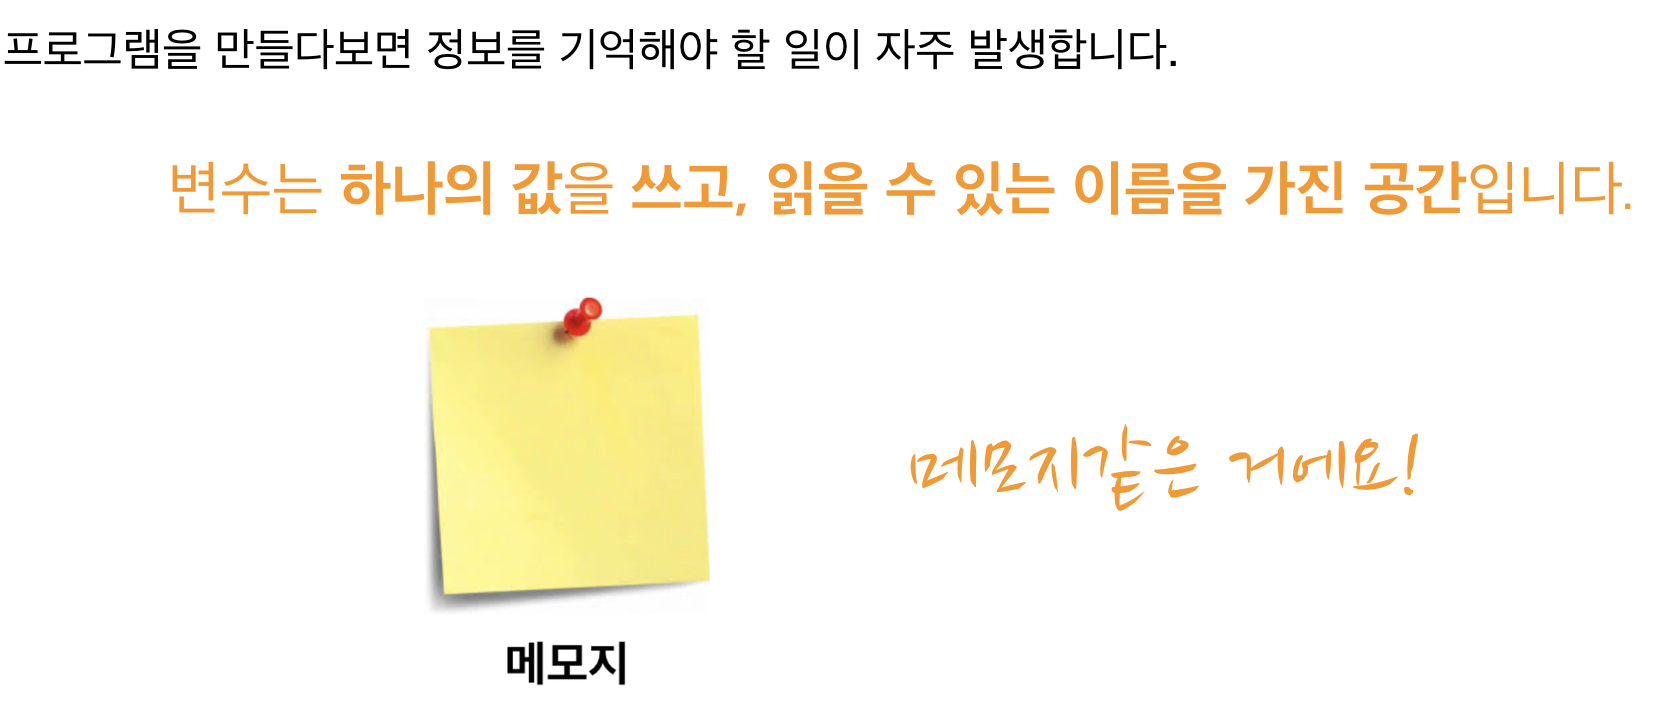 프로그램을 만들다보면 정보를 기억해야 할 일이 자주 발생합니다.
변수는 하나의 값을 쓰고, 읽을 수 있는 이름을 가진 공간입니다.
메모지같은 거에요!
메모지